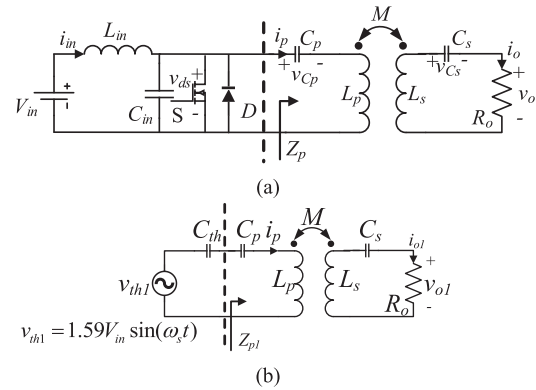 i_in L_in i_p C_p M C_s i_o
+ v_Cp - + v_Cs -
V_in + - C_in v_ds + - S D L_p L_s R_o + v_o -
Z_p
(a)
C_th C_p i_p M C_s i_o1
v_th1 L_p L_s R_o + v_o1 -
v_th1 = 1.59V_in sin(ω_s t) Z_p1
(b)